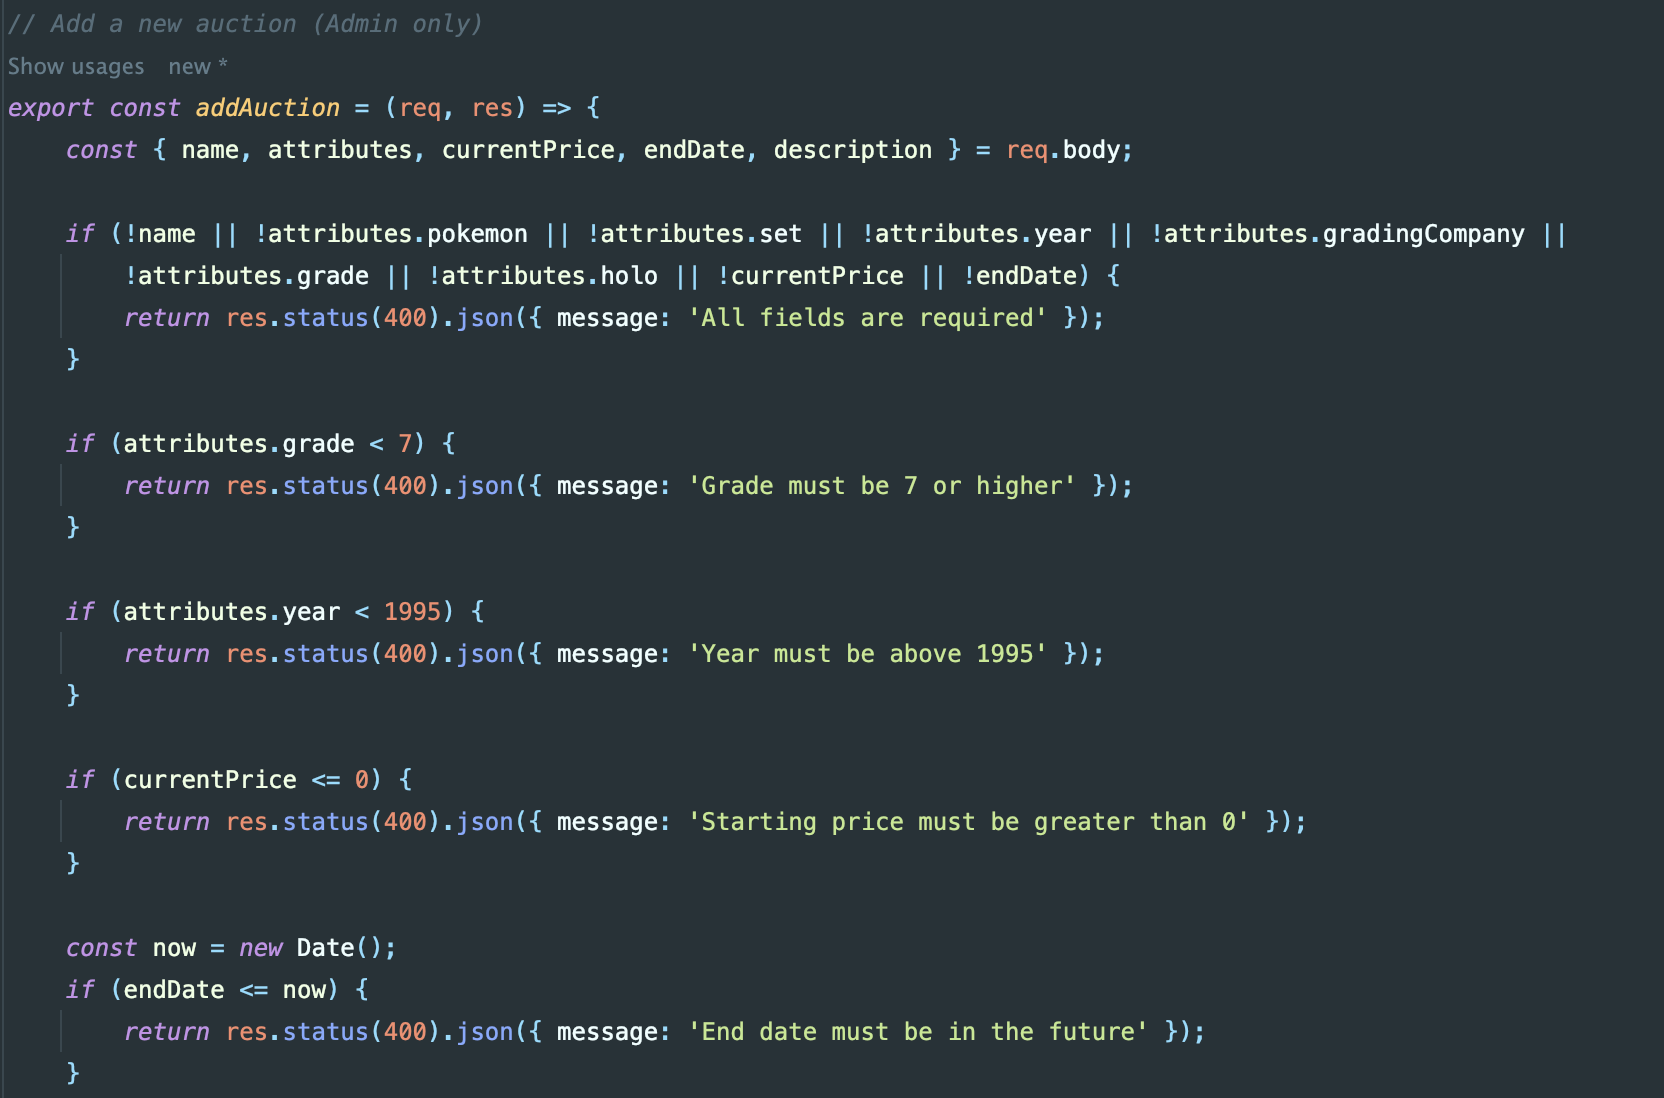 // Add a new auction (Admin only)
Show usages   new *
export const addAuction = (req, res) => {
    const { name, attributes, currentPrice, endDate, description } = req.body;

    if (!name || !attributes.pokemon || !attributes.set || !attributes.year || !attributes.gradingCompany ||
        !attributes.grade || !attributes.holo || !currentPrice || !endDate) {
        return res.status(400).json({ message: 'All fields are required' });
    }

    if (attributes.grade < 7) {
        return res.status(400).json({ message: 'Grade must be 7 or higher' });
    }

    if (attributes.year < 1995) {
        return res.status(400).json({ message: 'Year must be above 1995' });
    }

    if (currentPrice <= 0) {
        return res.status(400).json({ message: 'Starting price must be greater than 0' });
    }

    const now = new Date();
    if (endDate <= now) {
        return res.status(400).json({ message: 'End date must be in the future' });
    }